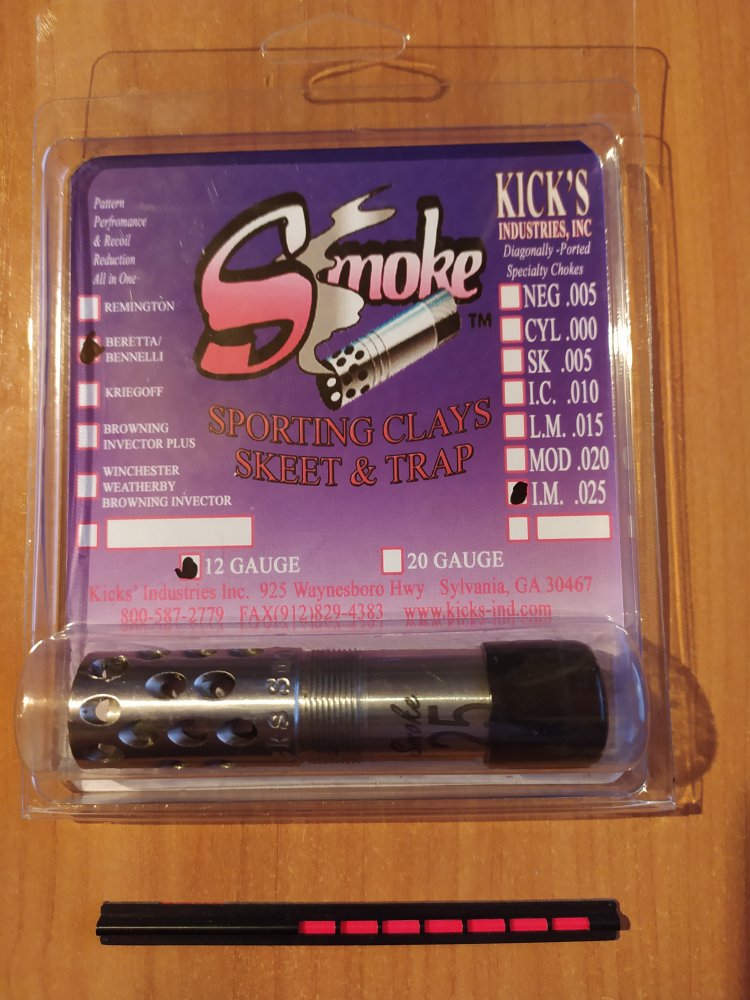 Pattern
Perfromance
& Recoil
Reduction
All in One
Smoke
TM
KICK'S
INDUSTRIES, INC
Diagonally -Ported
Specialty Chokes
REMINGTON
BERETTA/
BENNELLI
KRIEGOFF
BROWNING
INVECTOR PLUS
WINCHESTER
WEATHERBY
BROWNING INVECTOR
SPORTING CLAYS
SKEET & TRAP
NEG .005
CYL .000
SK .005
I.C. .010
L.M. .015
MOD .020
I.M. .025
12 GAUGE
20 GAUGE
Kicks' Industries Inc. 925 Waynesboro Hwy Sylvania, GA 30467
800-587-2779 FAX(912)829-4383 www.kicks-ind.com
Smoke
25